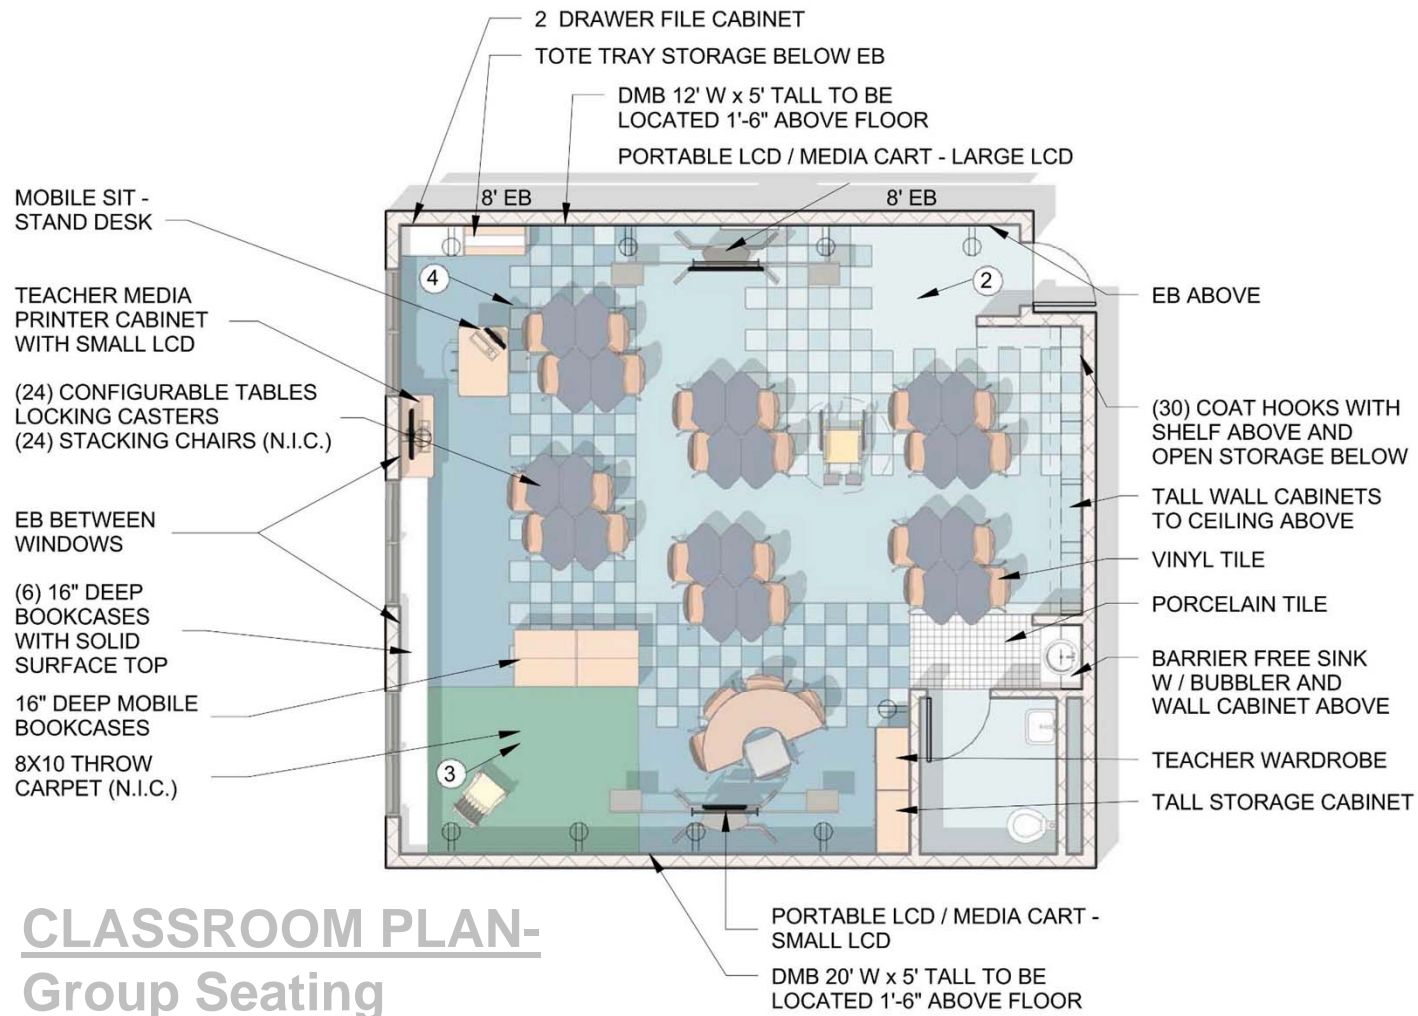 2 DRAWER FILE CABINET
TOTE TRAY STORAGE BELOW EB
DMB 12' W x 5' TALL TO BE
LOCATED 1'-6" ABOVE FLOOR
PORTABLE LCD / MEDIA CART - LARGE LCD
8' EB
8' EB
MOBILE SIT -
STAND DESK
TEACHER MEDIA
PRINTER CABINET
WITH SMALL LCD
(24) CONFIGURABLE TABLES
LOCKING CASTERS
(24) STACKING CHAIRS (N.I.C.)
EB BETWEEN
WINDOWS
(6) 16" DEEP
BOOKCASES
WITH SOLID
SURFACE TOP
16" DEEP MOBILE
BOOKCASES
8X10 THROW
CARPET (N.I.C.)
4
2
3
EB ABOVE
(30) COAT HOOKS WITH
SHELF ABOVE AND
OPEN STORAGE BELOW
TALL WALL CABINETS
TO CEILING ABOVE
VINYL TILE
PORCELAIN TILE
BARRIER FREE SINK
W / BUBBLER AND
WALL CABINET ABOVE
TEACHER WARDROBE
TALL STORAGE CABINET
PORTABLE LCD / MEDIA CART -
SMALL LCD
DMB 20' W x 5' TALL TO BE
LOCATED 1'-6" ABOVE FLOOR
CLASSROOM PLAN-
Group Seating